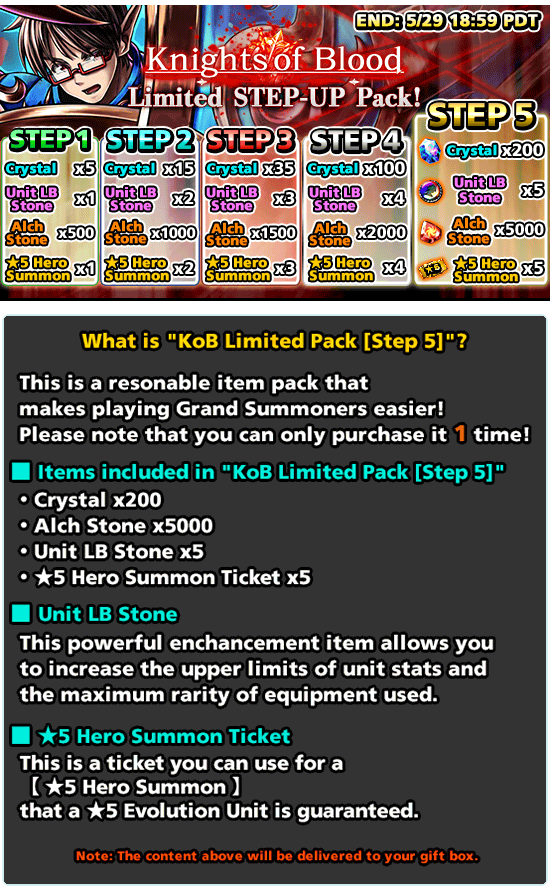 END: 5/29 18:59 PDT
Knights of Blood
Limited STEP-UP Pack!
STEP 1
Crystal x5
Unit LB Stone x1
Alch Stone x500
★5 Hero Summon x1
STEP 2
Crystal x15
Unit LB Stone x2
Alch Stone x1000
★5 Hero Summon x2
STEP 3
Crystal x35
Unit LB Stone x3
Alch Stone x1500
★5 Hero Summon x3
STEP 4
Crystal x100
Unit LB Stone x4
Alch Stone x2000
★5 Hero Summon x4
STEP 5
Crystal x200
Unit LB Stone x5
Alch Stone x5000
★5 Hero Summon x5
What is "KoB Limited Pack [Step 5]"?
This is a resonable item pack that
makes playing Grand Summoners easier!
Please note that you can only purchase it 1 time!
■ Items included in "KoB Limited Pack [Step 5]"
• Crystal x200
• Alch Stone x5000
• Unit LB Stone x5
• ★5 Hero Summon Ticket x5
■ Unit LB Stone
This powerful enchancement item allows you
to increase the upper limits of unit stats and
the maximum rarity of equipment used.
■ ★5 Hero Summon Ticket
This is a ticket you can use for a
【 ★5 Hero Summon 】
that a ★5 Evolution Unit is guaranteed.
Note: The content above will be delivered to your gift box.